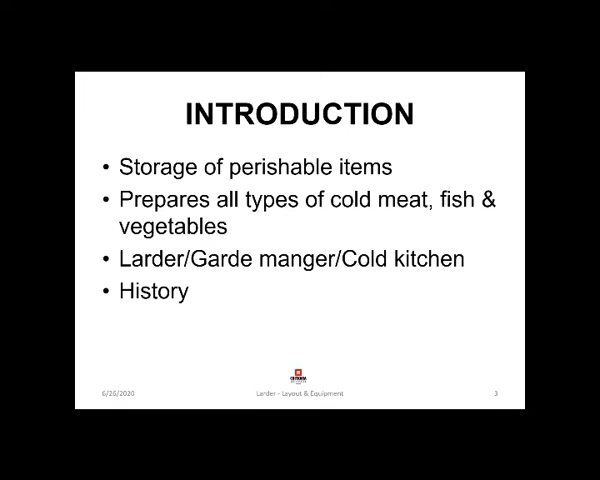 INTRODUCTION
• Storage of perishable items
• Prepares all types of cold meat, fish &
vegetables
• Larder/Garde manger/Cold kitchen
• History
6/26/2020
Larder - Layout & Equipment
3